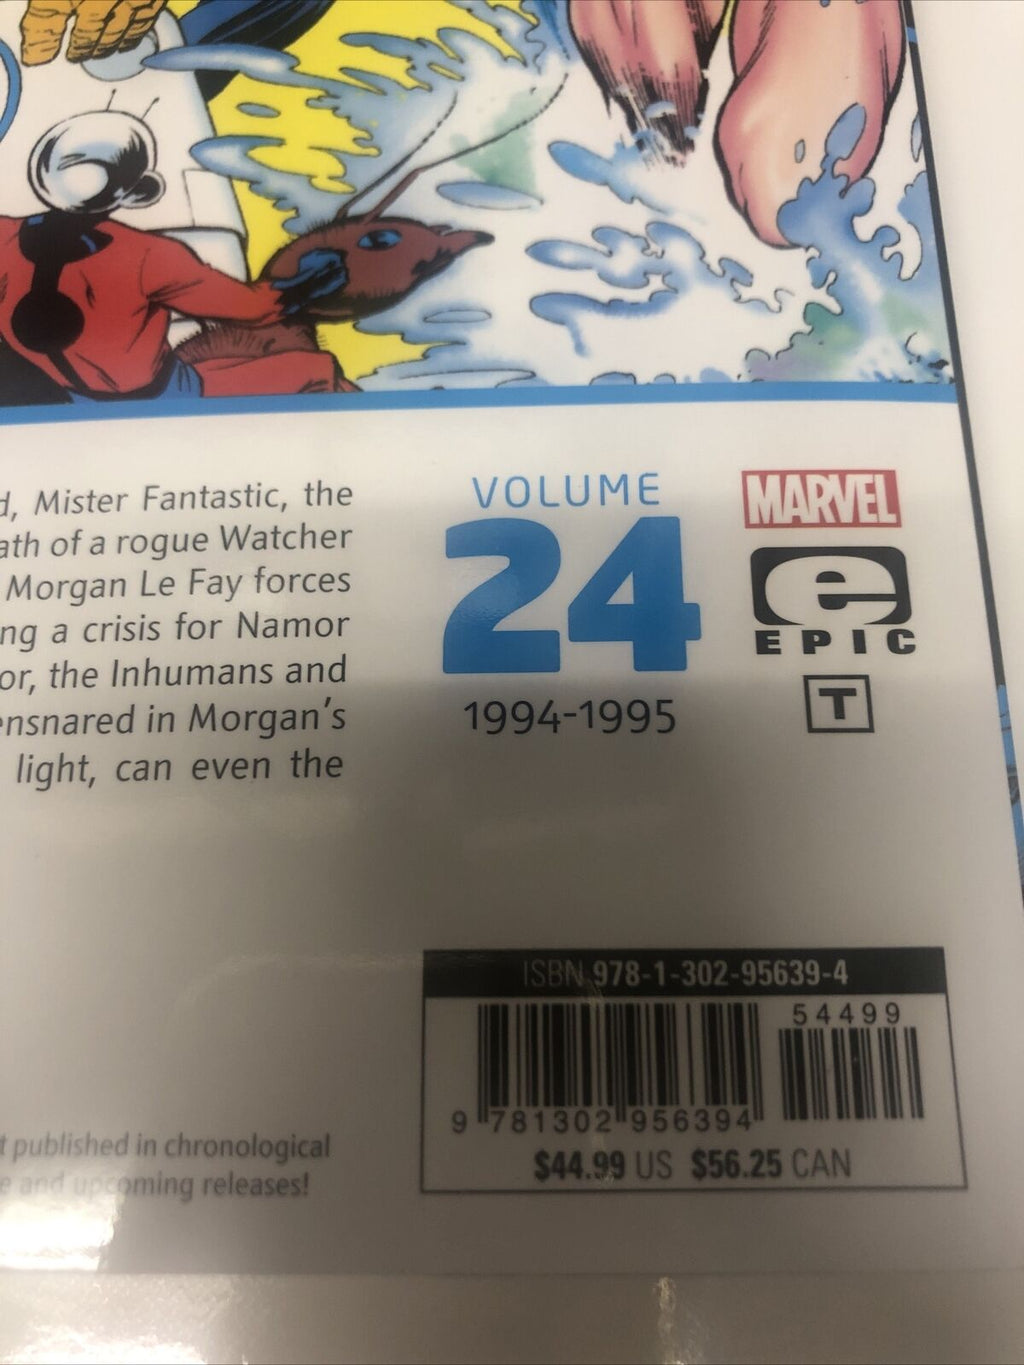 d, Mister Fantastic, the
ath of a rogue Watcher
Morgan Le Fay forces
ng a crisis for Namor
or, the Inhumans and
ensnared in Morgan's
light, can even the
VOLUME
24
1994-1995
MARVEL
e
EPIC
T
t published in chronological
e and upcoming releases!
ISBN 978-1-302-95639-4
54499
9 781302 956394
$44.99 US $56.25 CAN